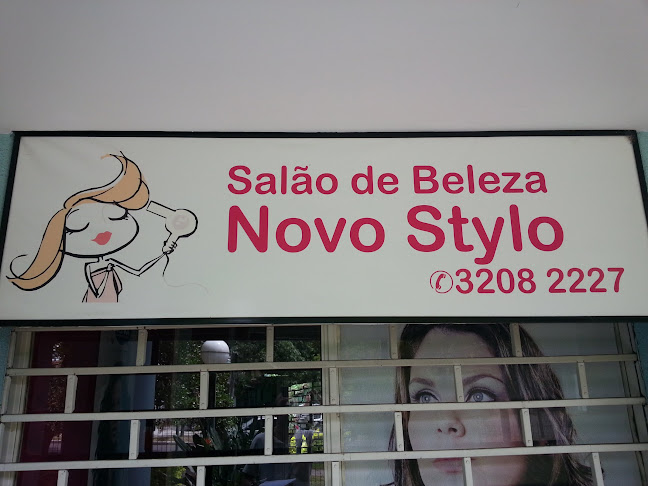 Salão de Beleza
Novo Stylo
✆3208 2227